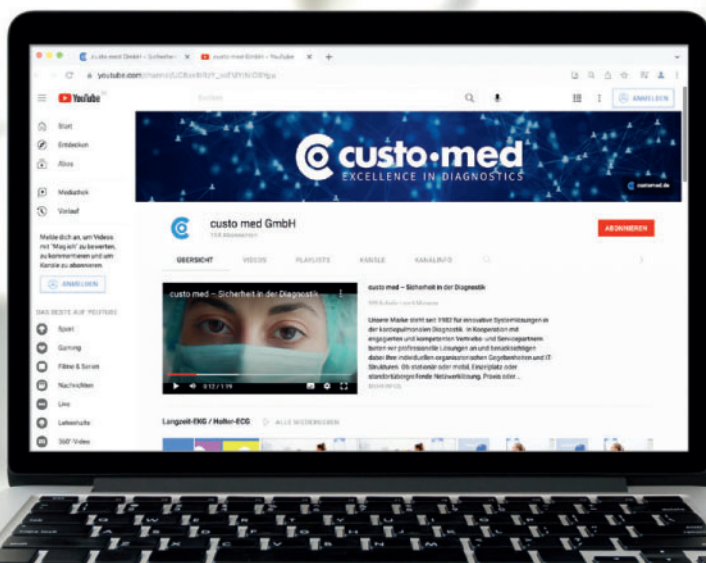 custo med GmbH - Sicherheit
custo med GmbH - YouTube
youtube.com
YouTube
Suchen
ANMELDEN
Start
Entdecken
Abos
Mediathek
Verlauf
Melde dich an, um Videos
mit "Mag ich" zu bewerten,
zu kommentieren und um
Kanäle zu abonnieren.
ANMELDEN
DAS BESTE AUF YOUTUBE
Sport
Gaming
Filme & Serien
Nachrichten
Live
Lehrinhalte
360°-Video
custo med
EXCELLENCE IN DIAGNOSTICS
customed.de
custo med GmbH
Abonnenten
ABONNIEREN
ÜBERSICHT VIDEOS PLAYLISTS KANÄLE KANALINFO
custo med – Sicherheit in der Diagnostik
0:12 / 1:19
custo med – Sicherheit in der Diagnostik
Unsere Marke steht seit 1982 für innovative Systemlösungen in
der kardiopulmonalen Diagnostik. In Kooperation mit
engagierten und kompetenten Vertriebs- und Servicepartnern
bieten wir professionelle Lösungen an und berücksichtigen
dabei Ihre individuellen organisatorischen Gegebenheiten und IT-
Strukturen. Ob stationär oder mobil, Einzelplatz oder
standortübergreifende Netzwerklösung, Praxis oder ...
Langzeit-EKG / Holter-ECG ALLE WIEDERGEBEN